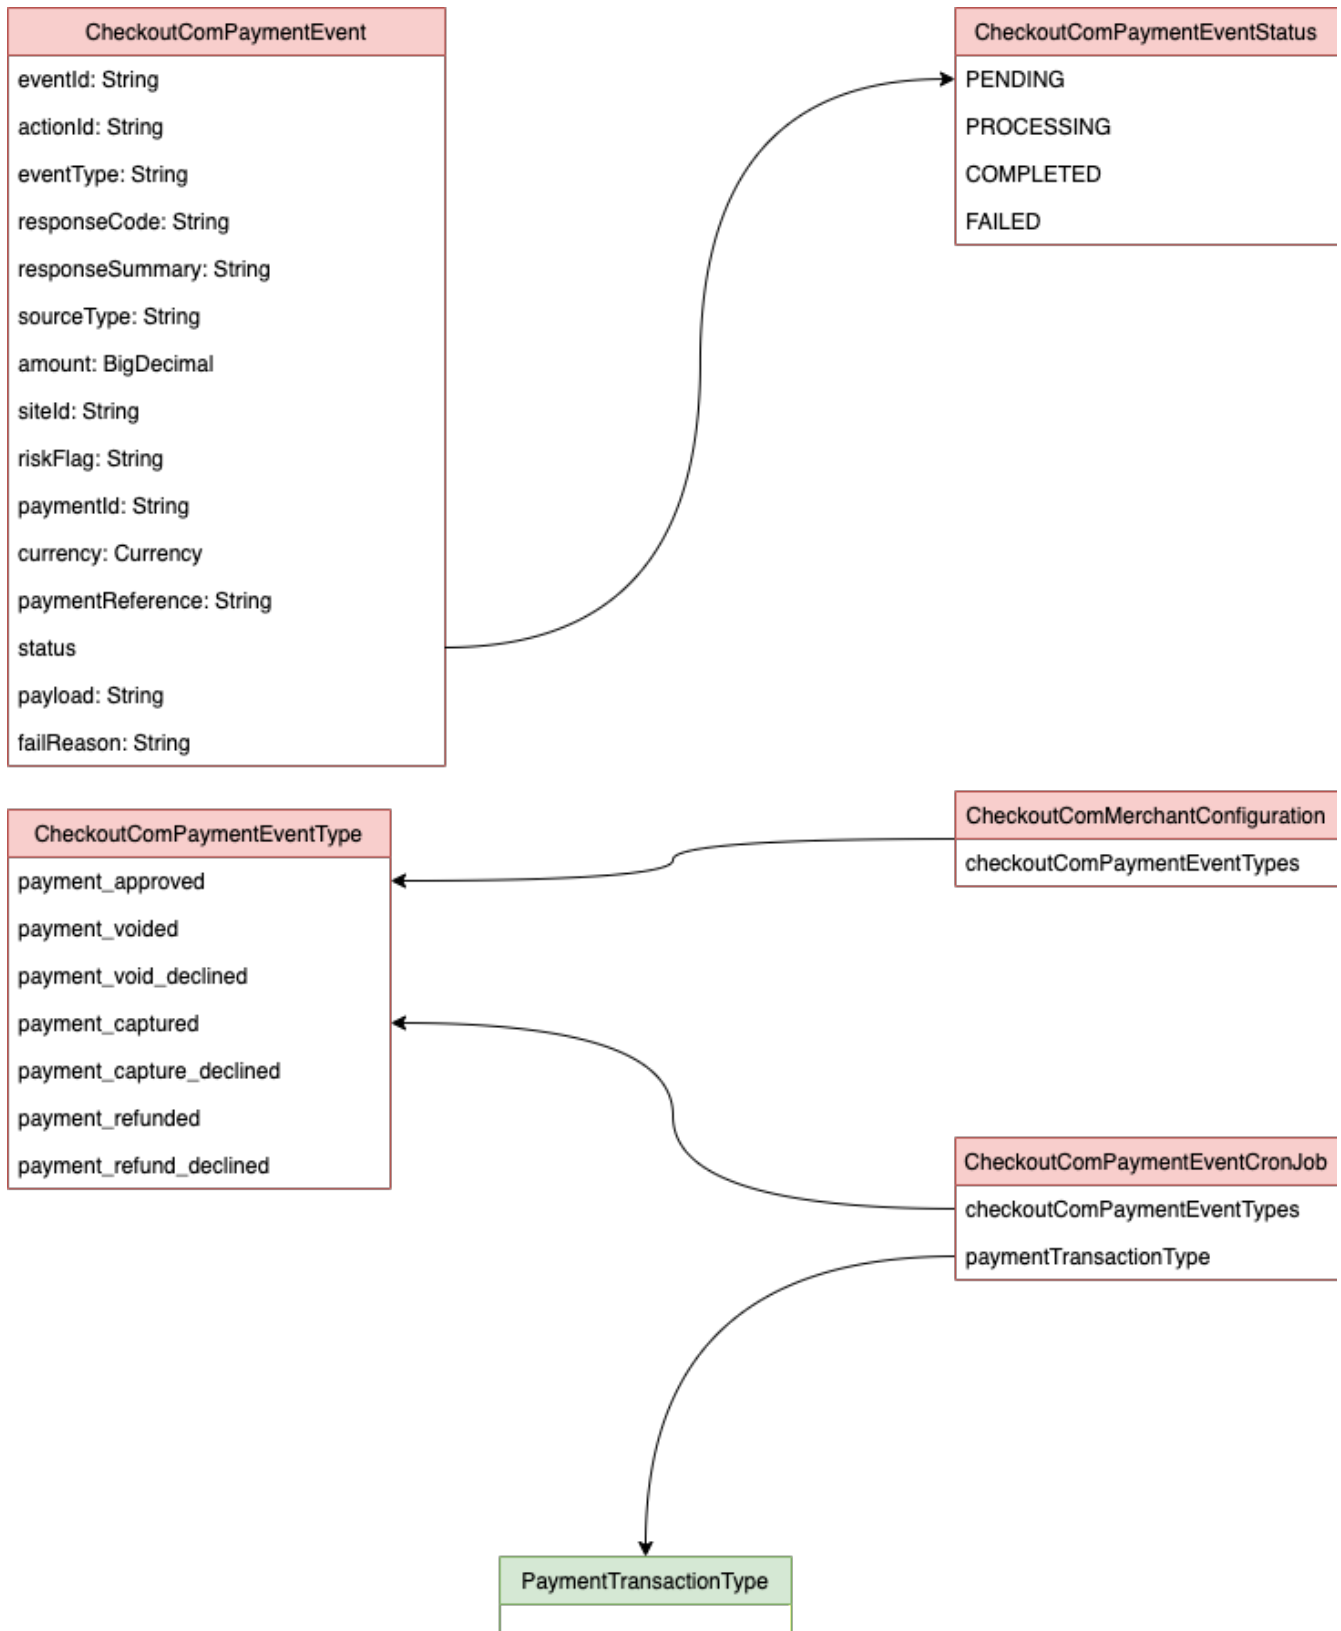 CheckoutComPaymentEvent
eventId: String
actionId: String
eventType: String
responseCode: String
responseSummary: String
sourceType: String
amount: BigDecimal
siteId: String
riskFlag: String
paymentId: String
currency: Currency
paymentReference: String
status
payload: String
failReason: String
CheckoutComPaymentEventStatus
PENDING
PROCESSING
COMPLETED
FAILED
CheckoutComPaymentEventType
payment_approved
payment_voided
payment_void_declined
payment_captured
payment_capture_declined
payment_refunded
payment_refund_declined
CheckoutComMerchantConfiguration
checkoutComPaymentEventTypes
CheckoutComPaymentEventCronJob
checkoutComPaymentEventTypes
paymentTransactionType
PaymentTransactionType